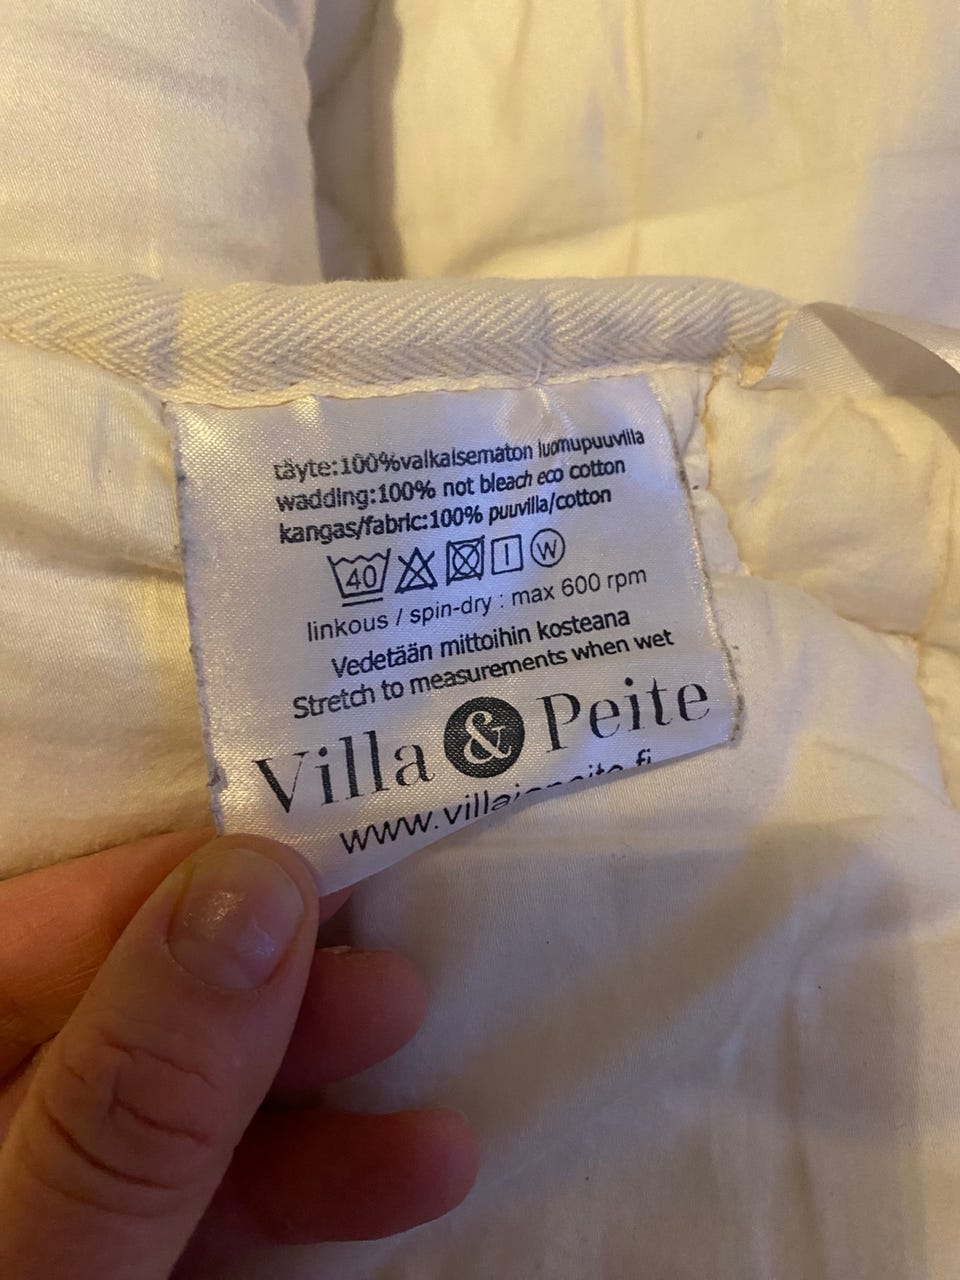 täyte:100%valkaisematon luomupuuvilla
wadding:100% not bleach eco cotton
kangas/fabric:100% puuvilla/cotton
40 I W
linkous / spin-dry : max 600 rpm
Vedetään mittoihin kosteana
Stretch to measurements when wet
Villa & Peite